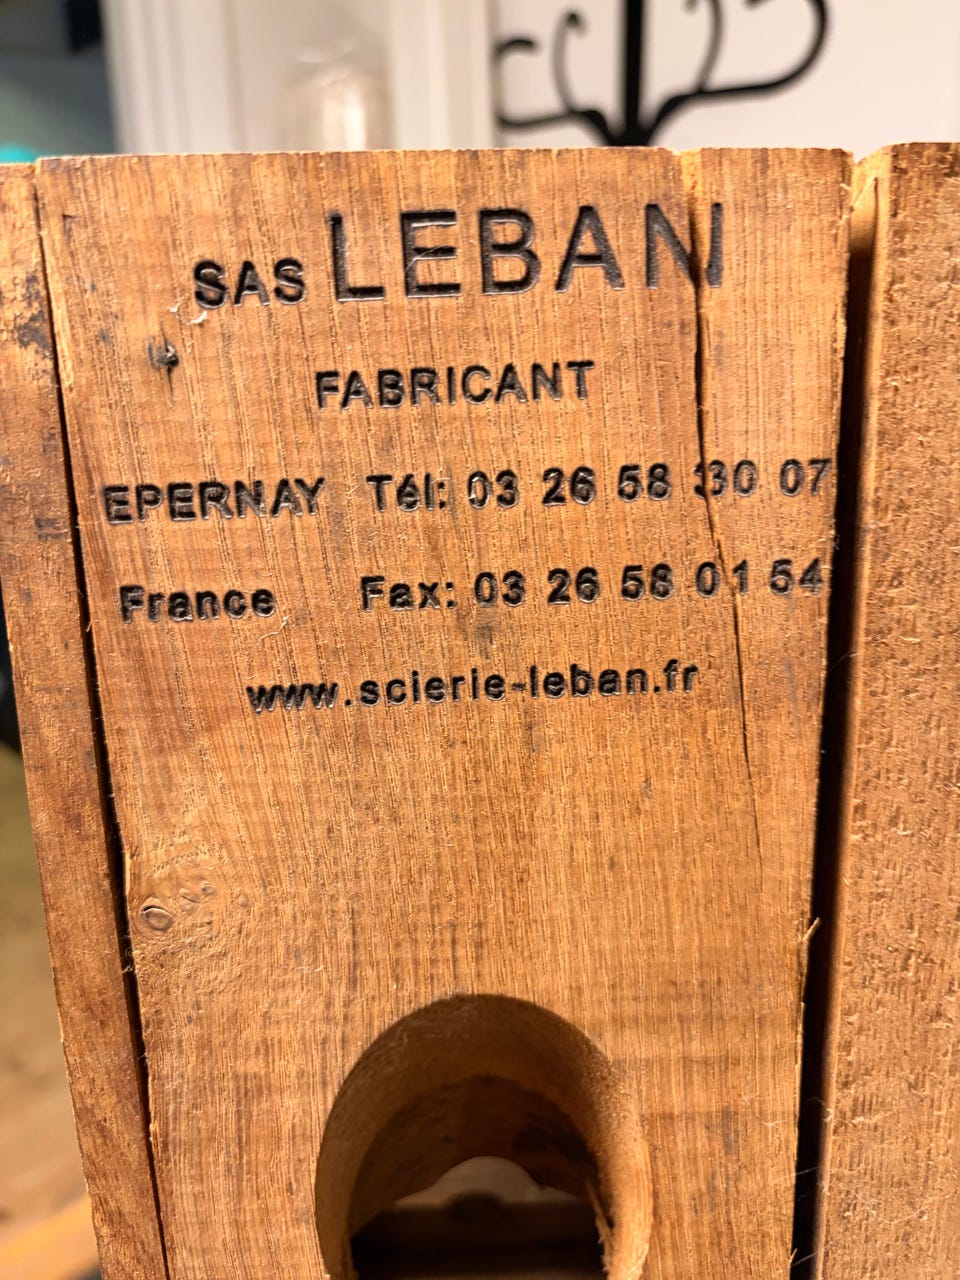 SAS LEBAN
FABRICANT
EPERNAY Tél: 03 26 58 30 07
France Fax: 03 26 58 01 54
www.scierie-leban.fr